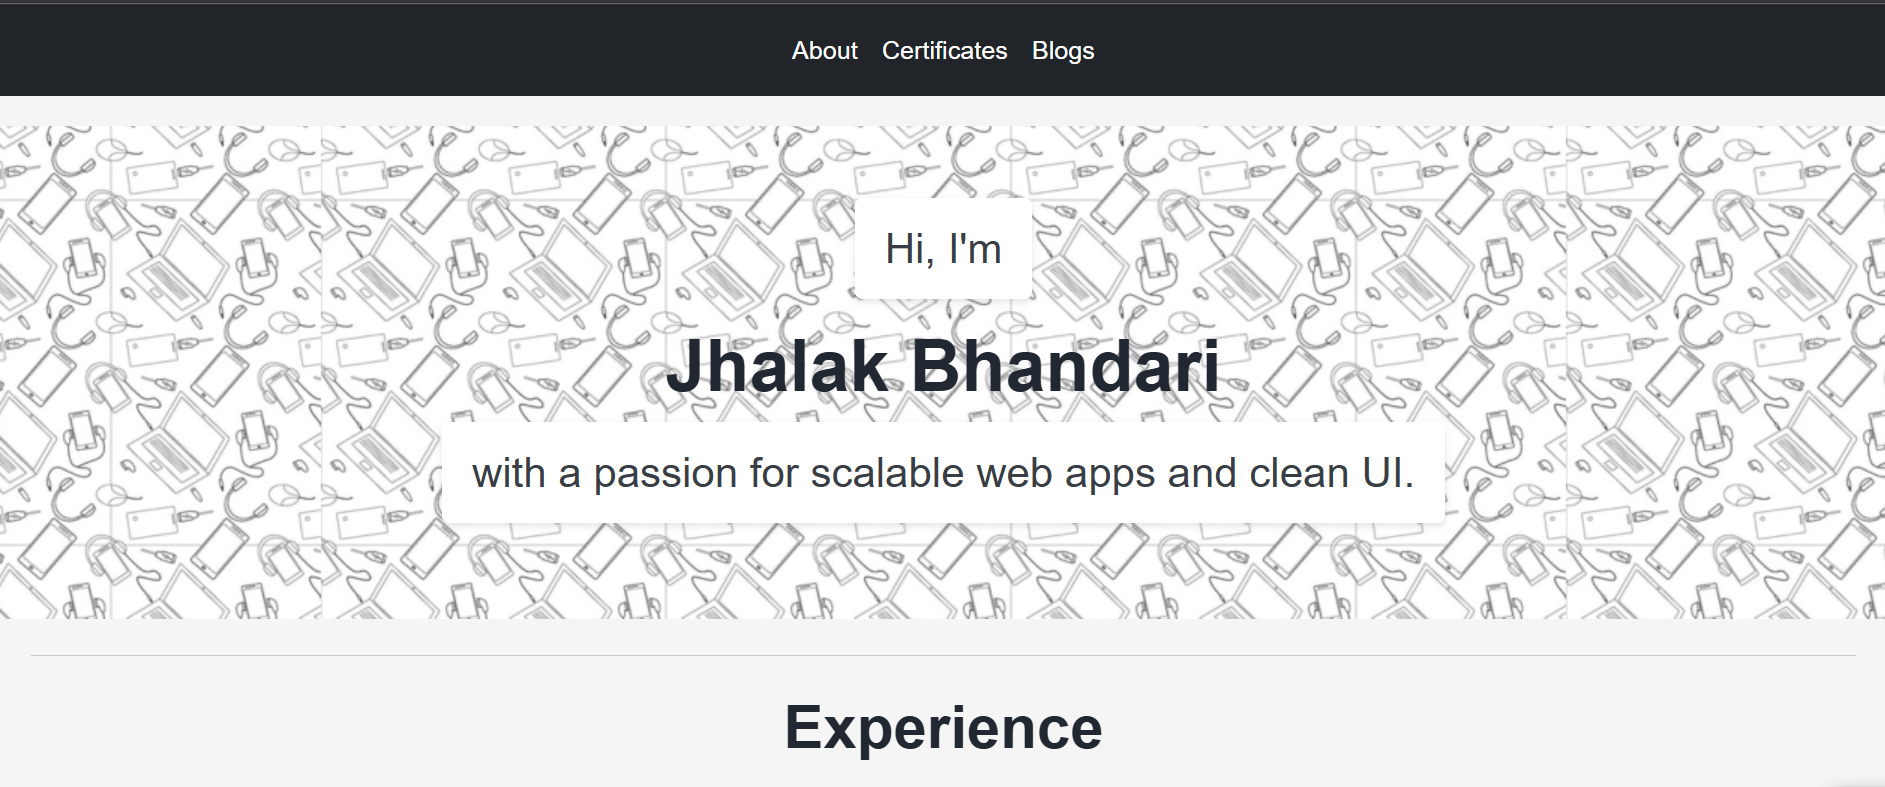 About Certificates Blogs
Hi, I'm
Jhalak Bhandari
with a passion for scalable web apps and clean UI.
Experience